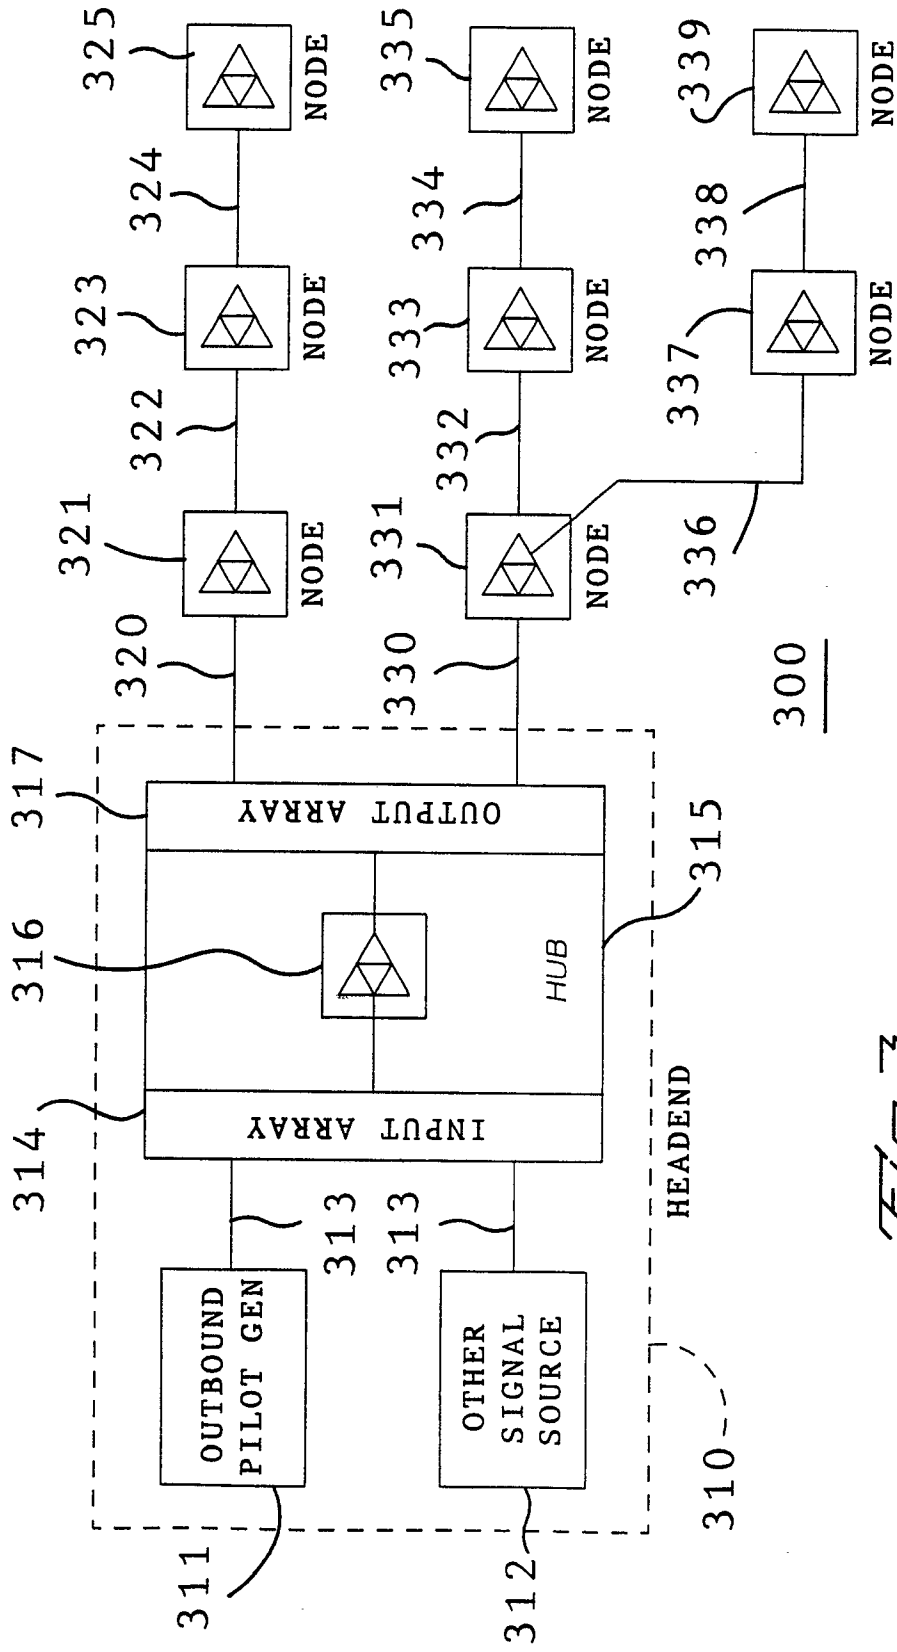 317
316
314
320
321
322
323
324
325
NODE
NODE
NODE
OUTBOUND
PILOT GEN
311
313
313
INPUT ARRAY
OUTPUT ARRAY
HUB
315
OTHER
SIGNAL
SOURCE
312
330
331
332
333
334
335
NODE
NODE
NODE
HEADEND
310
336
337
338
339
NODE
NODE
300
Fig. 3